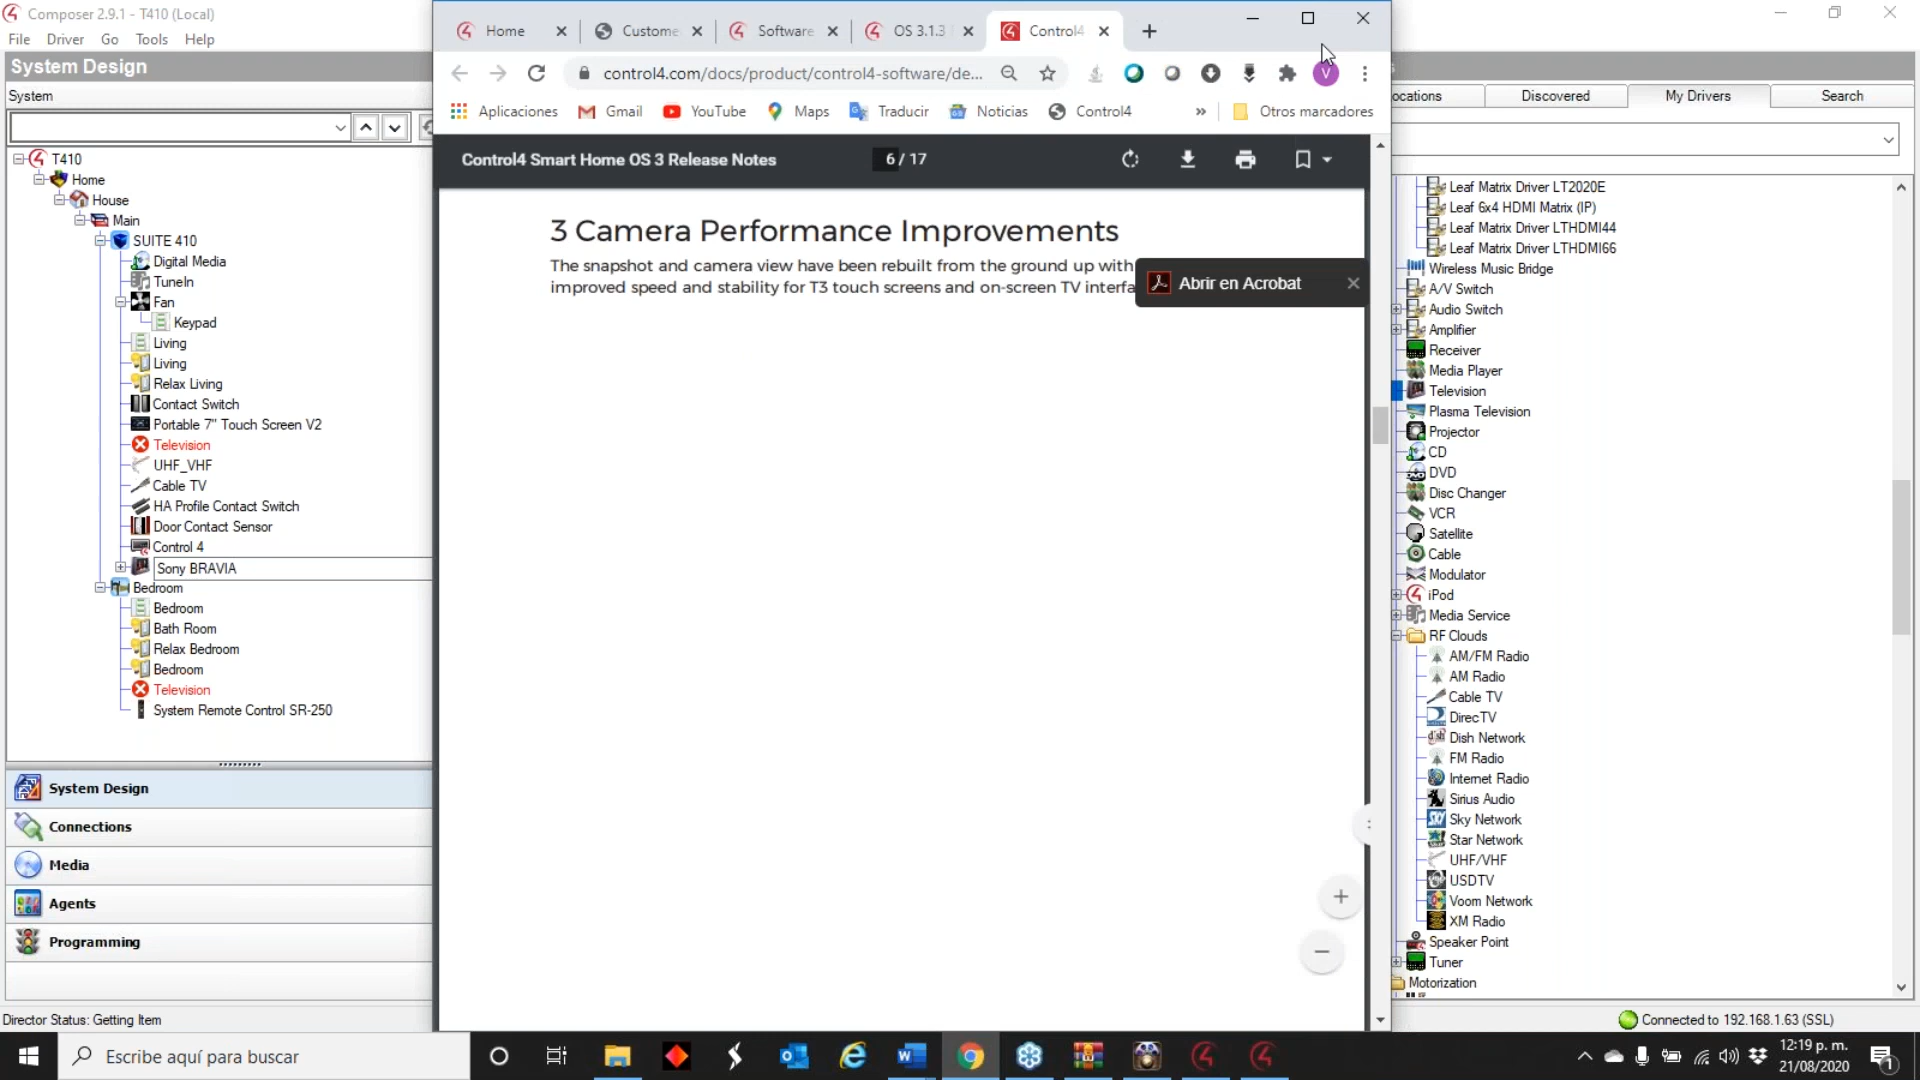 Composer 2.9.1 - T410 (Local)
File Driver Go Tools Help
System Design
System
T410
Home
House
Main
SUITE 410
Digital Media
TuneIn
Fan
Keypad
Living
Living
Relax Living
Contact Switch
Portable 7" Touch Screen V2
Television
UHF_VHF
Cable TV
HA Profile Contact Switch
Door Contact Sensor
Control 4
Sony BRAVIA
Bedroom
Bedroom
Bath Room
Relax Bedroom
Bedroom
Television
System Remote Control SR-250
System Design
Connections
Media
Agents
Programming
Director Status: Getting Item
Home
Custome
Software
OS 3.1.3
Control4
control4.com/docs/product/control4-software/de...
V
Aplicaciones Gmail YouTube Maps Traducir Noticias Control4 » Otros marcadores
Control4 Smart Home OS 3 Release Notes 6 / 17
3 Camera Performance Improvements
The snapshot and camera view have been rebuilt from the ground up with
improved speed and stability for T3 touch screens and on-screen TV interfa
Abrir en Acrobat
ocations Discovered My Drivers Search
Leaf Matrix Driver LT2020E
Leaf 6x4 HDMI Matrix (IP)
Leaf Matrix Driver LTHDMI44
Leaf Matrix Driver LTHDMI66
Wireless Music Bridge
A/V Switch
Audio Switch
Amplifier
Receiver
Media Player
Television
Plasma Television
Projector
CD
DVD
Disc Changer
VCR
Satellite
Cable
Modulator
iPod
Media Service
RF Clouds
AM/FM Radio
AM Radio
Cable TV
DirecTV
Dish Network
FM Radio
Internet Radio
Sirius Audio
Sky Network
Star Network
UHF/VHF
USDTV
Voom Network
XM Radio
Speaker Point
Tuner
Motorization
Connected to 192.168.1.63 (SSL)
Escribe aquí para buscar
12:19 p. m.
21/08/2020
1